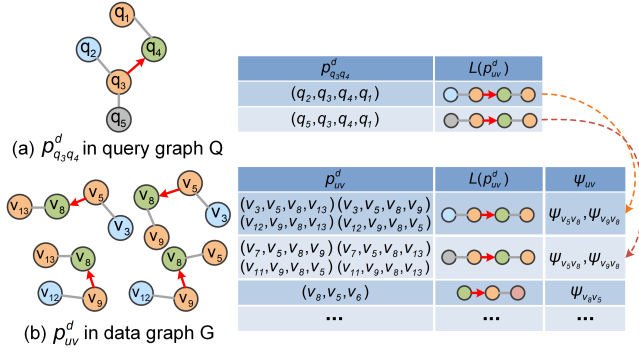 q₁
q₂
q₄
q₃
q₅
(a) p^d_{q₃q₄} in query graph Q
v₁₃
v₈
v₅
v₃
v₈
v₅
v₉
v₃
v₁₃
v₈
v₁₂
v₉
v₈
v₅
v₁₂
v₉
(b) p^d_{uv} in data graph G
p^d_{q₃q₄} L(p^d_{uv})
(q₂,q₃,q₄,q₁)
(q₅,q₃,q₄,q₁)
p^d_{uv} L(p^d_{uv}) Ψ_{uv}
(v₃,v₅,v₈,v₁₃) (v₃,v₅,v₈,v₉)
(v₁₂,v₉,v₈,v₁₃) (v₁₂,v₉,v₈,v₅)
Ψ_{v₅v₈},Ψ_{v₉v₈}
(v₇,v₅,v₈,v₉) (v₇,v₅,v₈,v₁₃)
(v₁₁,v₉,v₈,v₅) (v₁₁,v₉,v₈,v₁₃)
Ψ_{v₅v₈},Ψ_{v₉v₈}
(v₈,v₅,v₆) Ψ_{v₈v₅}
... ... ...